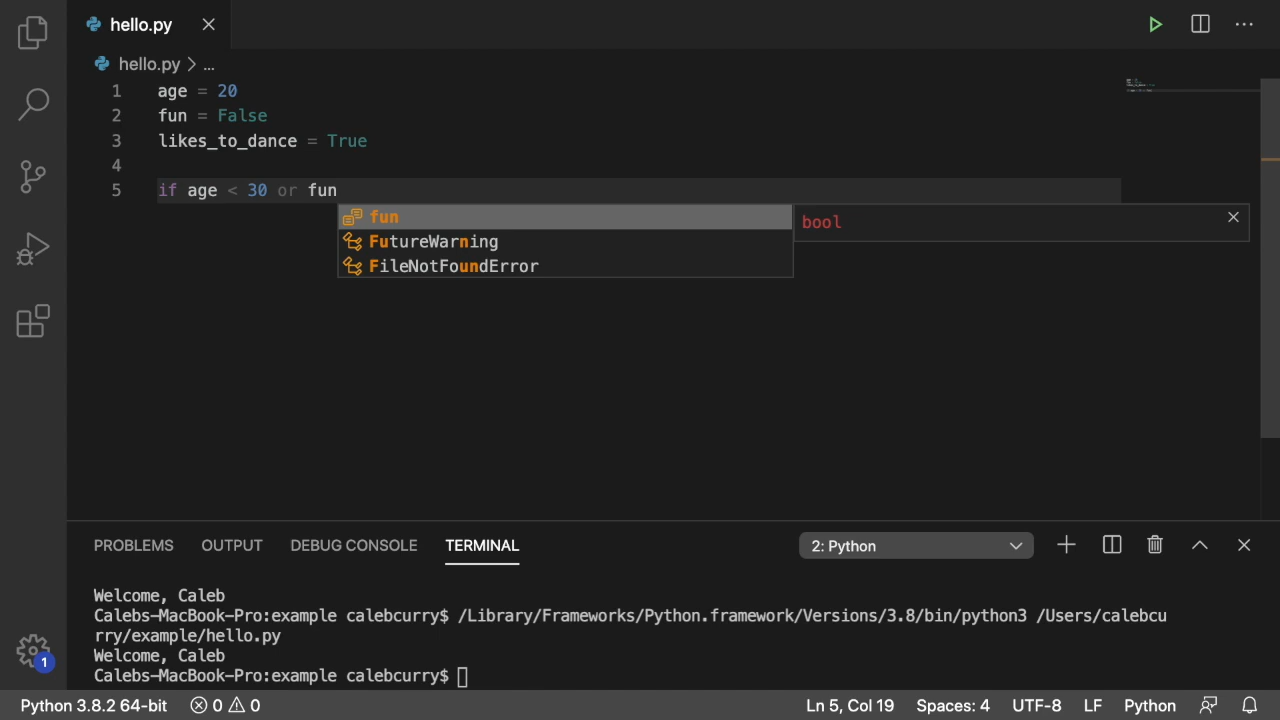 hello.py
hello.py > ...
1 age = 20
2 fun = False
3 likes_to_dance = True
4
5 if age < 30 or fun
fun
bool
FutureWarning
FileNotFoundError
PROBLEMS OUTPUT DEBUG CONSOLE TERMINAL 2: Python
Welcome, Caleb
Calebs-MacBook-Pro:example calebcurry$ /Library/Frameworks/Python.framework/Versions/3.8/bin/python3 /Users/calebcu
rry/example/hello.py
Welcome, Caleb
Calebs-MacBook-Pro:example calebcurry$
1
Python 3.8.2 64-bit 0 0 Ln 5, Col 19 Spaces: 4 UTF-8 LF Python